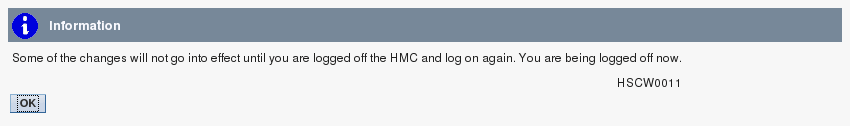 Information
Some of the changes will not go into effect until you are logged off the HMC and log on again. You are being logged off now.
HSCW0011
OK